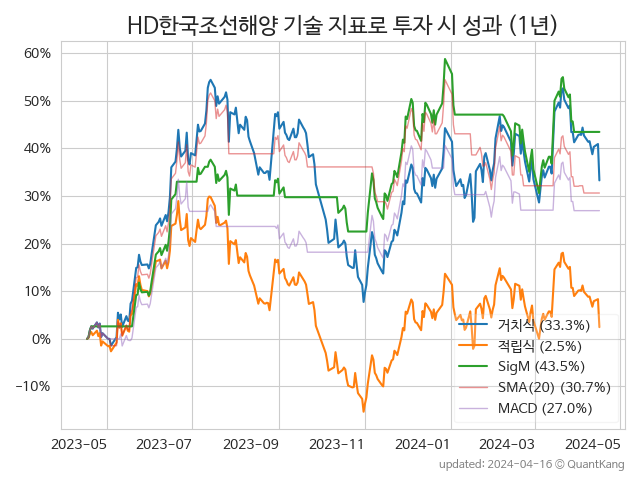 HD한국조선해양 기술 지표로 투자 시 성과 (1년)
60%
50%
40%
30%
20%
10%
0%
−10%
거치식 (33.3%)
적립식 (2.5%)
SigM (43.5%)
SMA(20) (30.7%)
MACD (27.0%)
2023-05 2023-07 2023-09 2023-11 2024-01 2024-03 2024-05
updated: 2024-04-16 © QuantKang